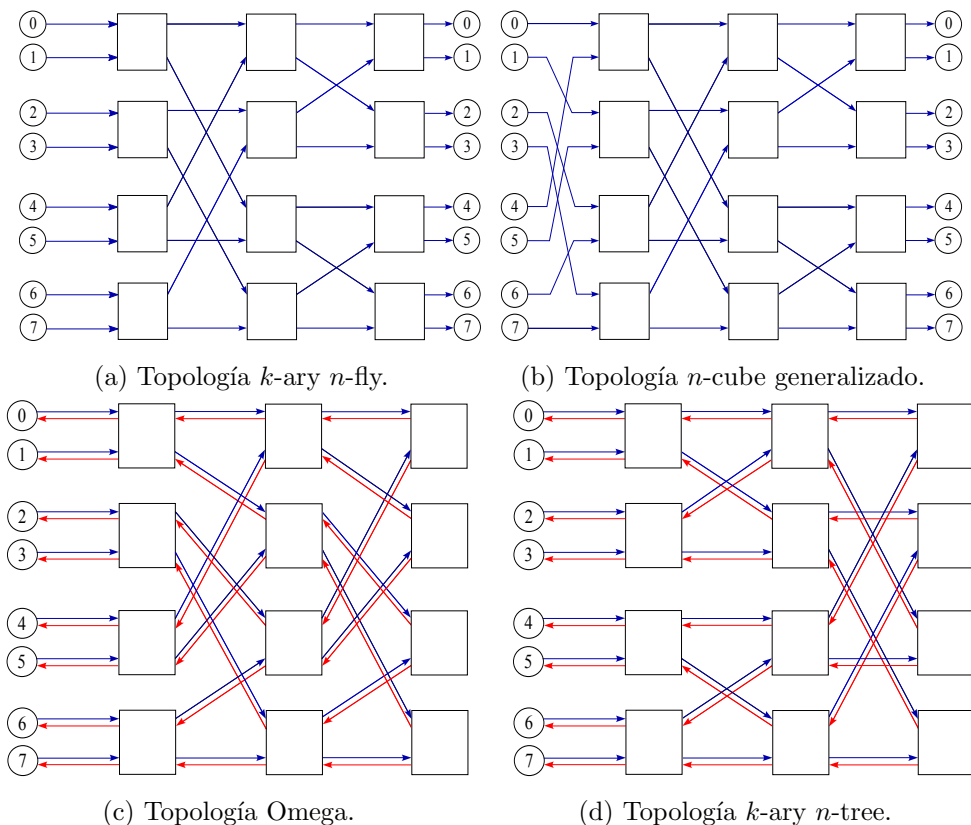 0 0 0 0
1 1 1 1
2 2 2 2
3 3 3 3
4 4 4 4
5 5 5 5
6 6 6 6
7 7 7 7
(a) Topología k-ary n-fly.
(b) Topología n-cube generalizado.
0 0
1 1
2 2
3 3
4 4
5 5
6 6
7 7
(c) Topología Omega.
(d) Topología k-ary n-tree.